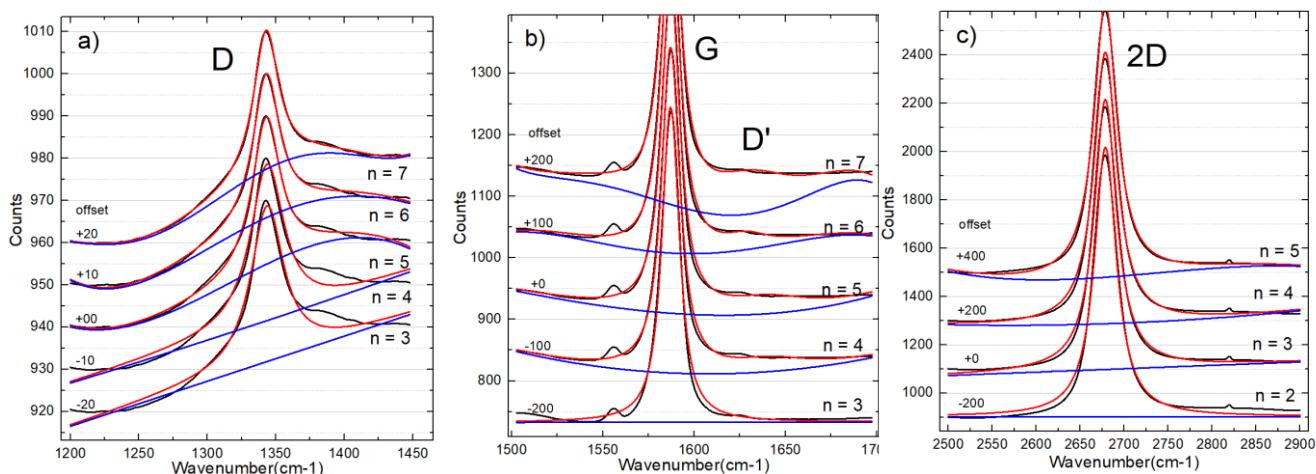 a)
D
Counts
1010
1000
990
980
970
960
950
940
930
920
offset
+20
+10
+00
-10
-20
n = 7
n = 6
n = 5
n = 4
n = 3
1200 1250 1300 1350 1400 1450
Wavenumber(cm-1)
b)
G
D'
Counts
1300
1200
1100
1000
900
800
offset
+200
+100
+0
-100
-200
n = 7
n = 6
n = 5
n = 4
n = 3
1500 1550 1600 1650 170
Wavenumber(cm-1)
c)
2D
Counts
2400
2200
2000
1800
1600
1400
1200
1000
offset
+400
+200
+0
-200
n = 5
n = 4
n = 3
n = 2
2500 2550 2600 2650 2700 2750 2800 2850 2900
Wavenumber(cm-1)